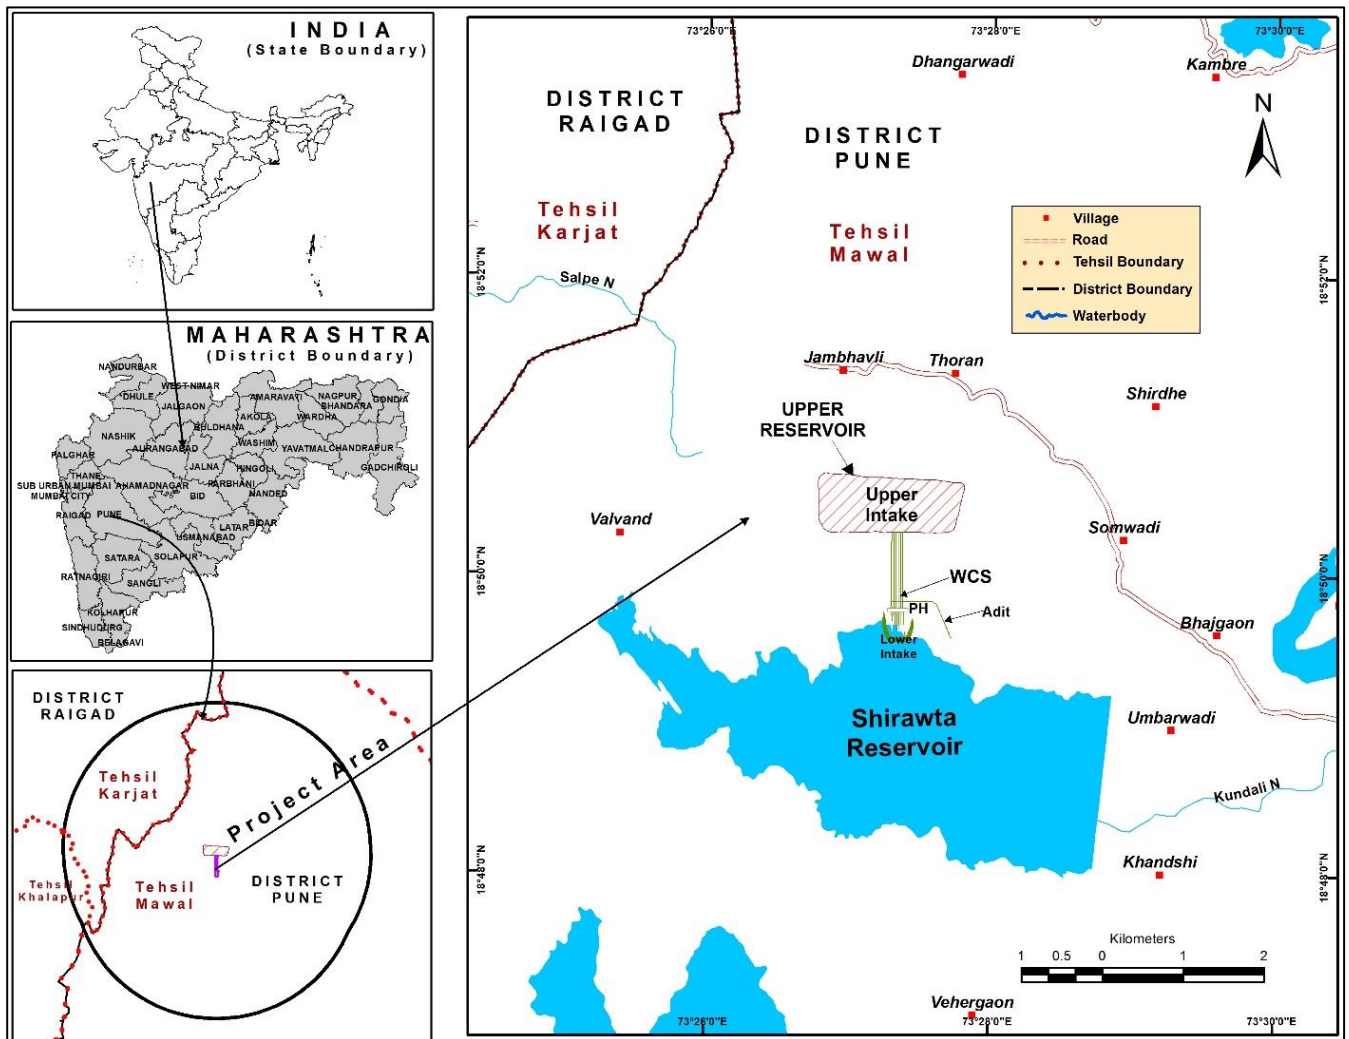 INDIA
(State Boundary)
MAHARASHTRA
(District Boundary)
NANDURBAR
DHULE
WEST NIMAR
JALGAON
AMARAVATI
NAGPUR
BHANDARA
GONDIA
AKOLA
WARDHA
BULDHANA
NASHIK
WASHIM
AURANGABAD
YAVATMAL
CHANDRAPUR
PALGHAR
JALNA
HINGOLI
GADCHIROLI
THANE
SUB URBAN MUMBAI
AHAMADNAGAR
PARBHANI
MUMBAI CITY
BID
NANDED
RAIGAD
PUNE
LATAR
BIDAR
USMANABAD
SATARA
SOLAPUR
RATNAGIRI
SANGLI
KOLHAPUR
SINDHUDURG
BELAGAVI
DISTRICT
RAIGAD
Tehsil
Karjat
Project Area
Tehsil
Khalapur
Tehsil
Mawal
DISTRICT
PUNE
73°26'0"E
73°28'0"E
73°30'0"E
Dhangarwadi
Kambre
DISTRICT
RAIGAD
DISTRICT
PUNE
N
Tehsil
Karjat
Tehsil
Mawal
Village
Road
Tehsil Boundary
District Boundary
Waterbody
18°52'0"N
18°52'0"N
Salpe N
Jambhavli
Thoran
Shirdhe
UPPER
RESERVOIR
Upper
Intake
Valvand
Somwadi
18°50'0"N
18°50'0"N
WCS
PH
Adit
Lower
Intake
Bhajgaon
Shirawta
Reservoir
Umbarwadi
Kundali N
18°48'0"N
18°48'0"N
Khandshi
Kilometers
1 0.5 0 1 2
Vehergaon
73°26'0"E
73°28'0"E
73°30'0"E